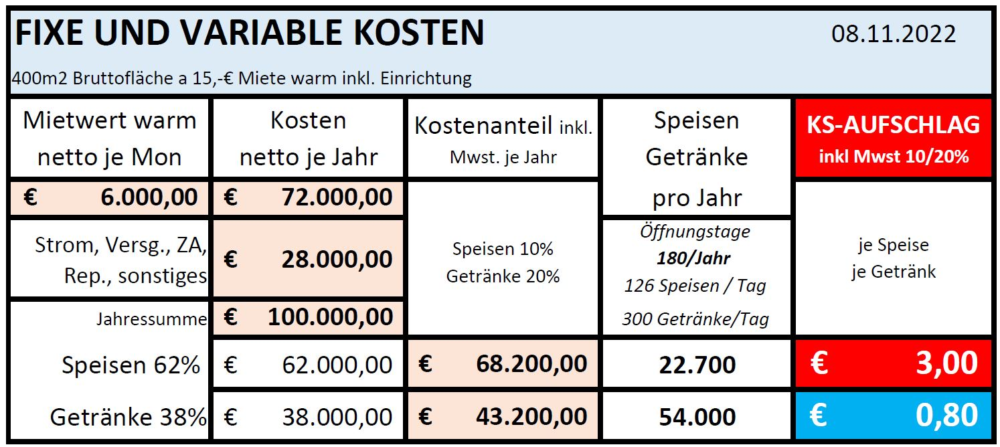 FIXE UND VARIABLE KOSTEN 08.11.2022
400m2 Bruttofläche a 15,-€ Miete warm inkl. Einrichtung
Mietwert warm
netto je Mon
Kosten
netto je Jahr
Kostenanteil inkl.
Mwst. je Jahr
Speisen
Getränke
pro Jahr
KS-AUFSCHLAG
inkl Mwst 10/20%
€ 6.000,00 € 72.000,00
Strom, Versg., ZA,
Rep., sonstiges
€ 28.000,00
Speisen 10%
Getränke 20%
Öffnungstage
180/Jahr
126 Speisen / Tag
300 Getränke/Tag
je Speise
je Getränk
Jahressumme € 100.000,00
Speisen 62% € 62.000,00 € 68.200,00 22.700 € 3,00
Getränke 38% € 38.000,00 € 43.200,00 54.000 € 0,80